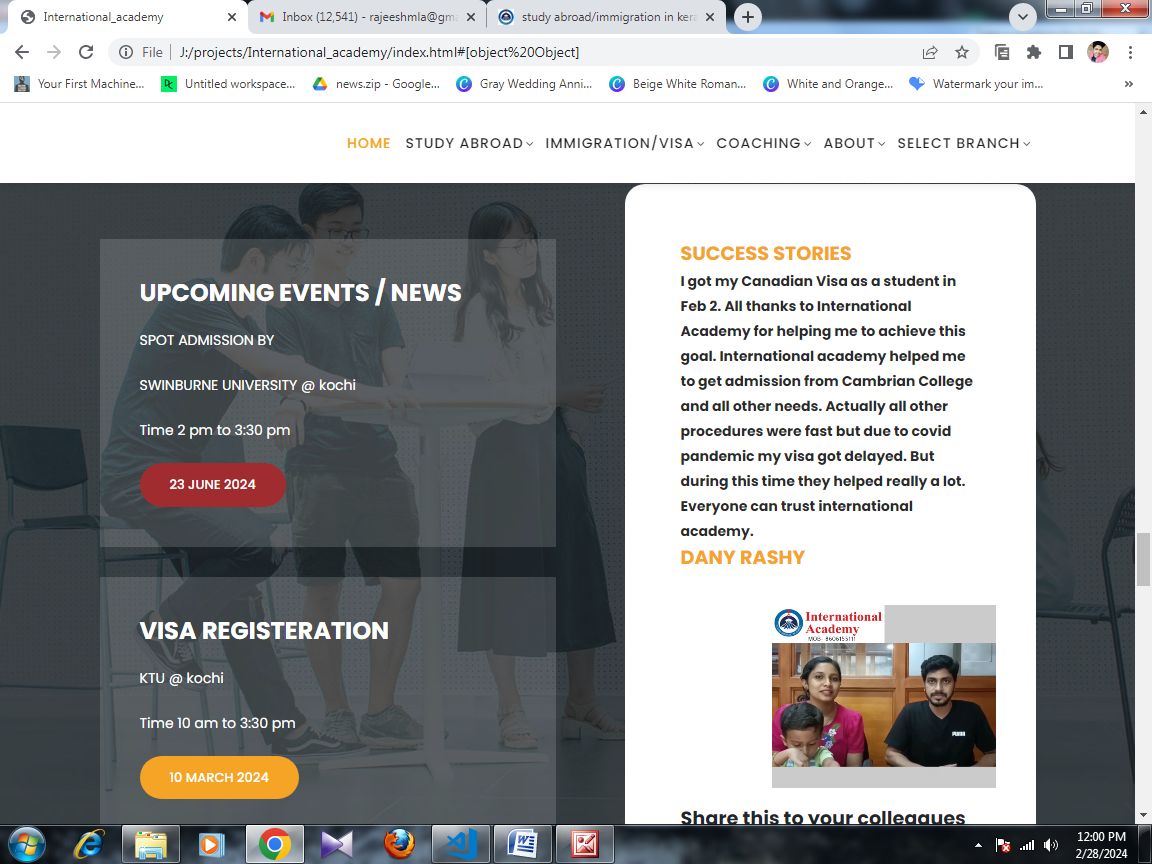 International_academy
Inbox (12,541) - rajeeshmla@gma
study abroad/immigration in kera
File
J:/projects/International_academy/index.html#[object%20Object]
Your First Machine...
Untitled workspace...
news.zip - Google...
Gray Wedding Anni...
Beige White Roman...
White and Orange...
Watermark your im...
»
HOME
STUDY ABROAD
IMMIGRATION/VISA
COACHING
ABOUT
SELECT BRANCH
UPCOMING EVENTS / NEWS
SPOT ADMISSION BY
SWINBURNE UNIVERSITY @ kochi
Time 2 pm to 3:30 pm
23 JUNE 2024
VISA REGISTERATION
KTU @ kochi
Time 10 am to 3:30 pm
10 MARCH 2024
SUCCESS STORIES
I got my Canadian Visa as a student in
Feb 2. All thanks to International
Academy for helping me to achieve this
goal. International academy helped me
to get admission from Cambrian College
and all other needs. Actually all other
procedures were fast but due to covid
pandemic my visa got delayed. But
during this time they helped really a lot.
Everyone can trust international
academy.
DANY RASHY
International
Academy
MOB: 8606155111
PUMA
Share this to your colleagues
12:00 PM
2/28/2024